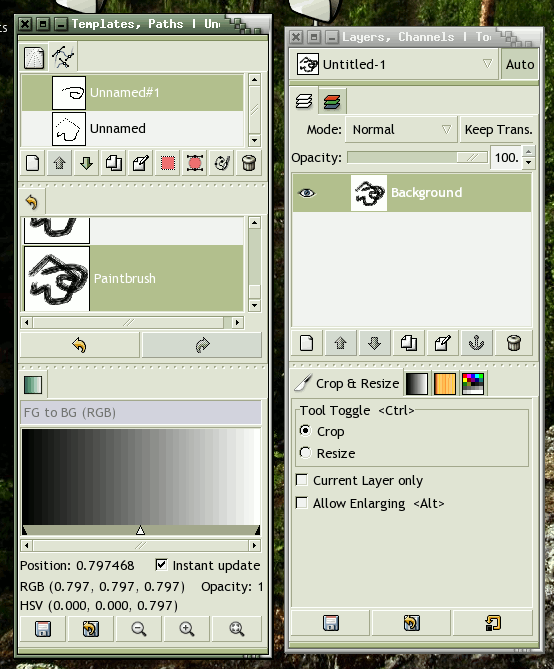 ts
Templates, Paths | Un
Unnamed#1
Unnamed
Paintbrush
FG to BG (RGB)
Position: 0.797468
Instant update
RGB (0.797, 0.797, 0.797)
Opacity: 1
HSV (0.000, 0.000, 0.797)
Layers, Channels | To
Untitled-1
Auto
Mode: Normal
Keep Trans.
Opacity:
100.
Background
Crop & Resize
Tool Toggle <Ctrl>
Crop
Resize
Current Layer only
Allow Enlarging <Alt>